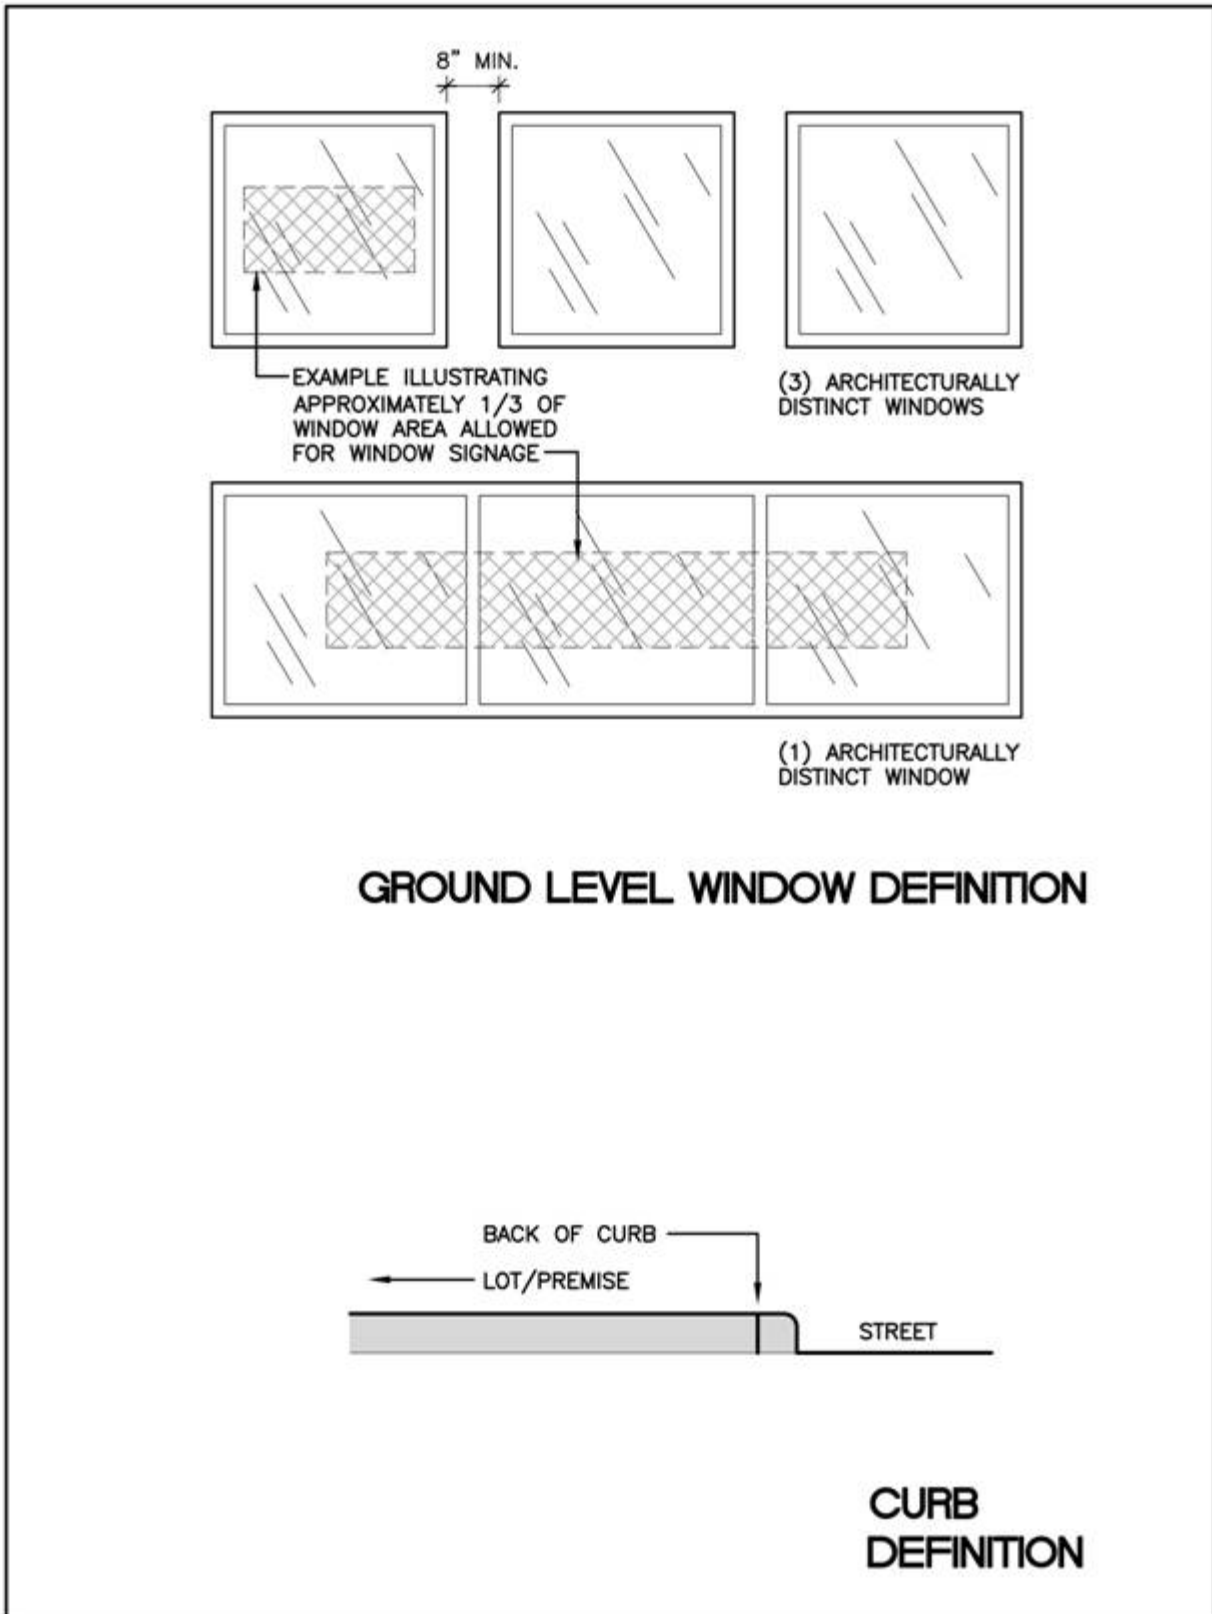 8" MIN.
EXAMPLE ILLUSTRATING
APPROXIMATELY 1/3 OF
WINDOW AREA ALLOWED
FOR WINDOW SIGNAGE
(3) ARCHITECTURALLY
DISTINCT WINDOWS
(1) ARCHITECTURALLY
DISTINCT WINDOW
GROUND LEVEL WINDOW DEFINITION
BACK OF CURB
LOT/PREMISE
STREET
CURB
DEFINITION